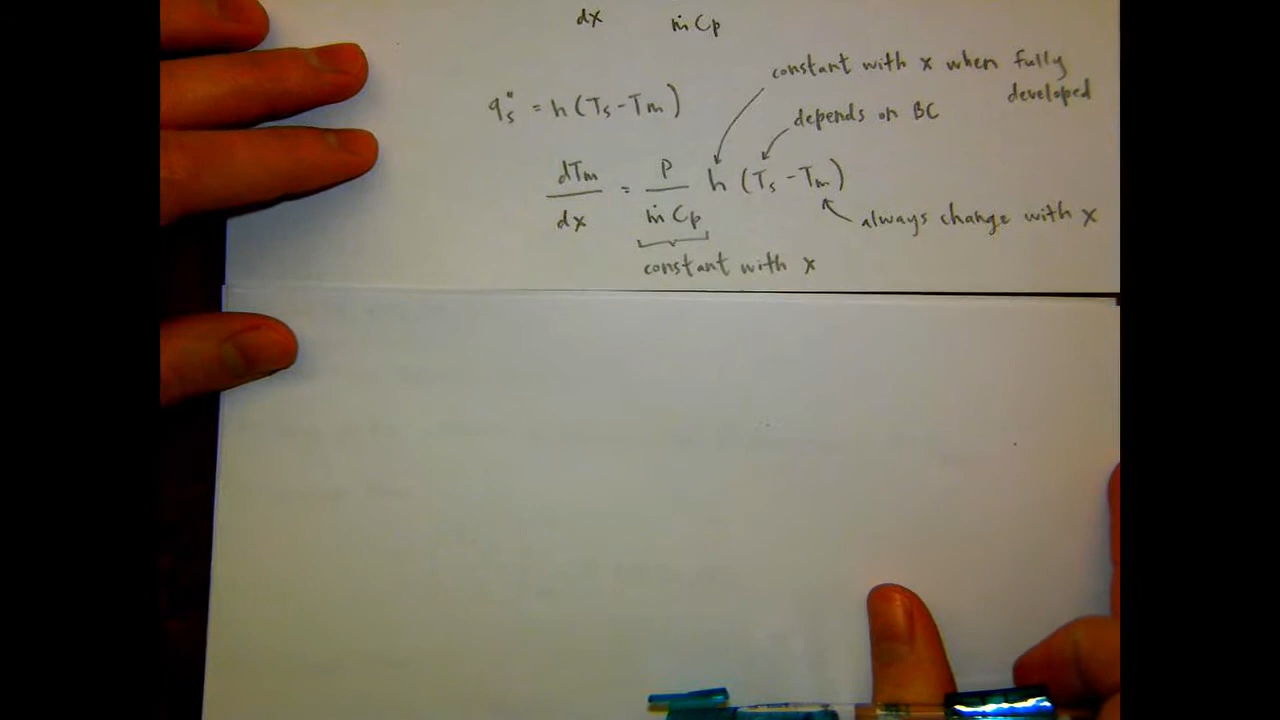 dx ṁ Cp
constant with x when fully
developed
q″s = h(Ts - Tm)
depends on BC
dTm/dx = P/ṁ Cp h (Ts - Tm)
always change with x
constant with x